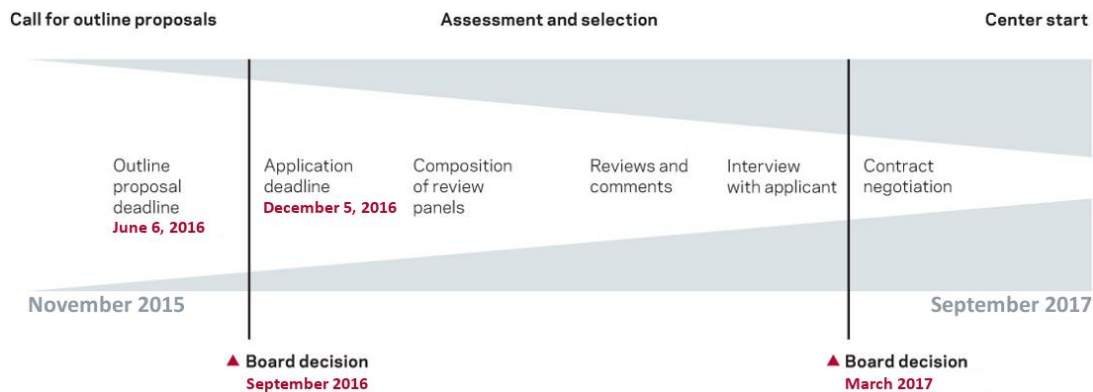 Call for outline proposals
Assessment and selection
Center start
Outline
proposal
deadline
June 6, 2016
Application
deadline
December 5, 2016
Composition
of review
panels
Reviews and
comments
Interview
with applicant
Contract
negotiation
November 2015
September 2017
▲ Board decision
September 2016
▲ Board decision
March 2017